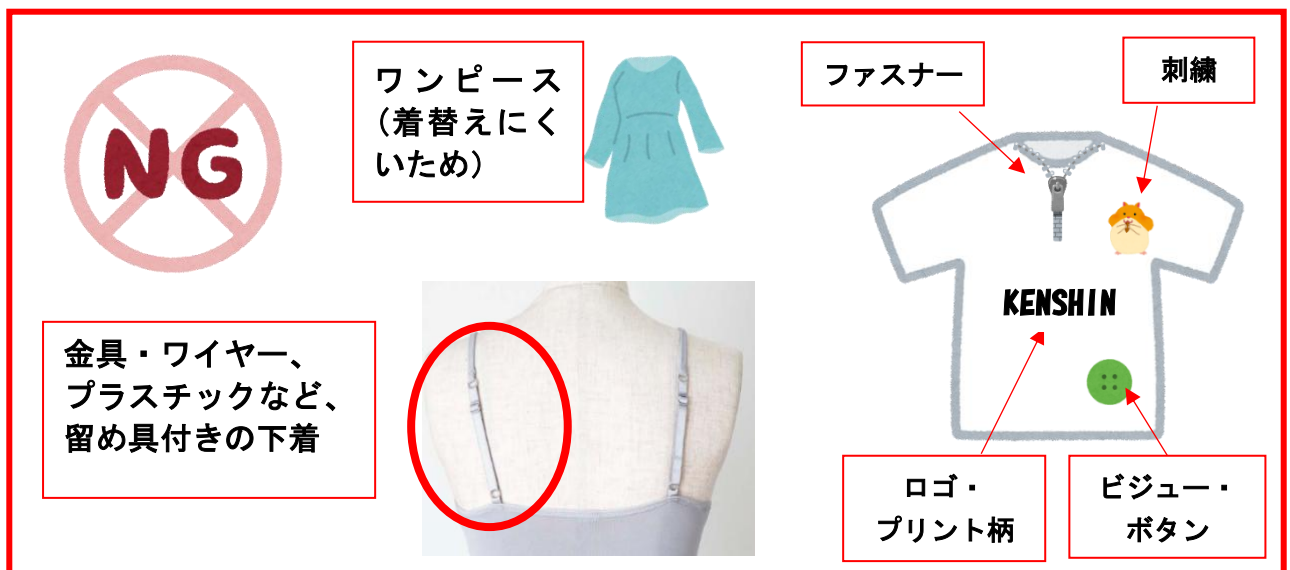 NG
ワンピース
（着替えにく
いため）
ファスナー
刺繍
KENSHIN
金具・ワイヤー、
プラスチックなど、
留め具付きの下着
ロゴ・
プリント柄
ビジュー・
ボタン